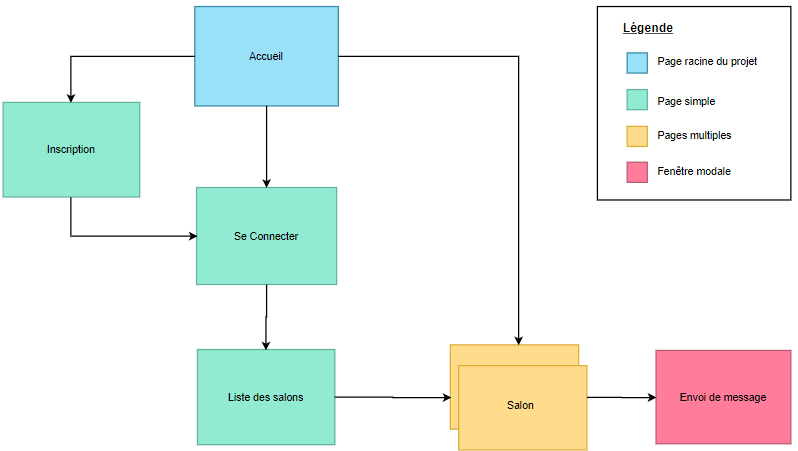 Accueil
Inscription
Se Connecter
Liste des salons
Salon
Envoi de message
Légende
Page racine du projet
Page simple
Pages multiples
Fenêtre modale